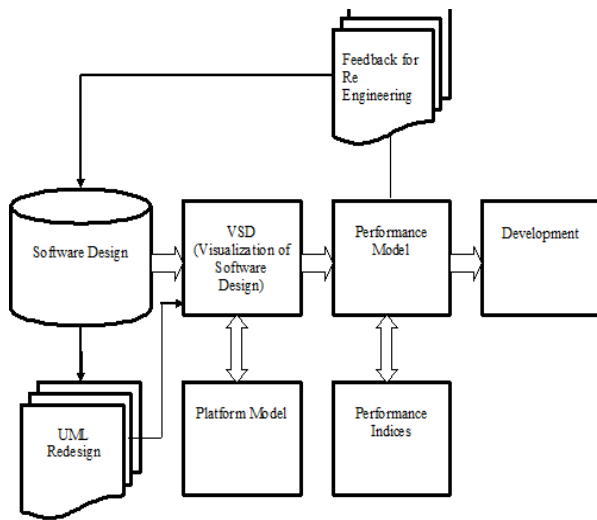 Feedback for
Re
Engineering
Software Design
VSD
(Visualization of
Software
Design)
Performance
Model
Development
UML
Redesign
Platform Model
Performance
Indices